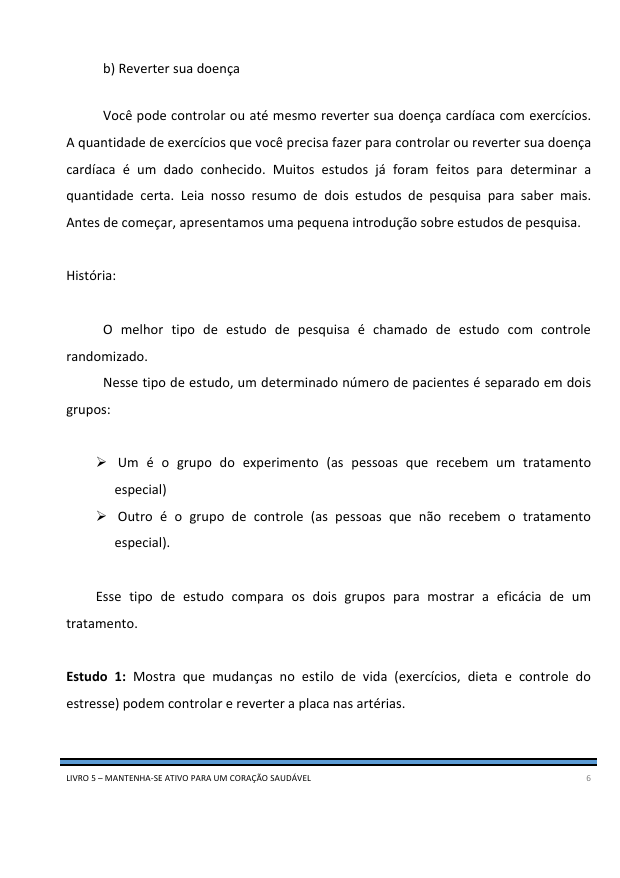 b) Reverter sua doença
Você pode controlar ou até mesmo reverter sua doença cardíaca com exercícios.
A quantidade de exercícios que você precisa fazer para controlar ou reverter sua doença
cardíaca é um dado conhecido. Muitos estudos já foram feitos para determinar a
quantidade certa. Leia nosso resumo de dois estudos de pesquisa para saber mais.
Antes de começar, apresentamos uma pequena introdução sobre estudos de pesquisa.
História:
O melhor tipo de estudo de pesquisa é chamado de estudo com controle
randomizado.
Nesse tipo de estudo, um determinado número de pacientes é separado em dois
grupos:
➢ Um é o grupo do experimento (as pessoas que recebem um tratamento
especial)
➢ Outro é o grupo de controle (as pessoas que não recebem o tratamento
especial).
Esse tipo de estudo compara os dois grupos para mostrar a eficácia de um
tratamento.
Estudo 1: Mostra que mudanças no estilo de vida (exercícios, dieta e controle do
estresse) podem controlar e reverter a placa nas artérias.
LIVRO 5 – MANTENHA-SE ATIVO PARA UM CORAÇÃO SAUDÁVEL 6